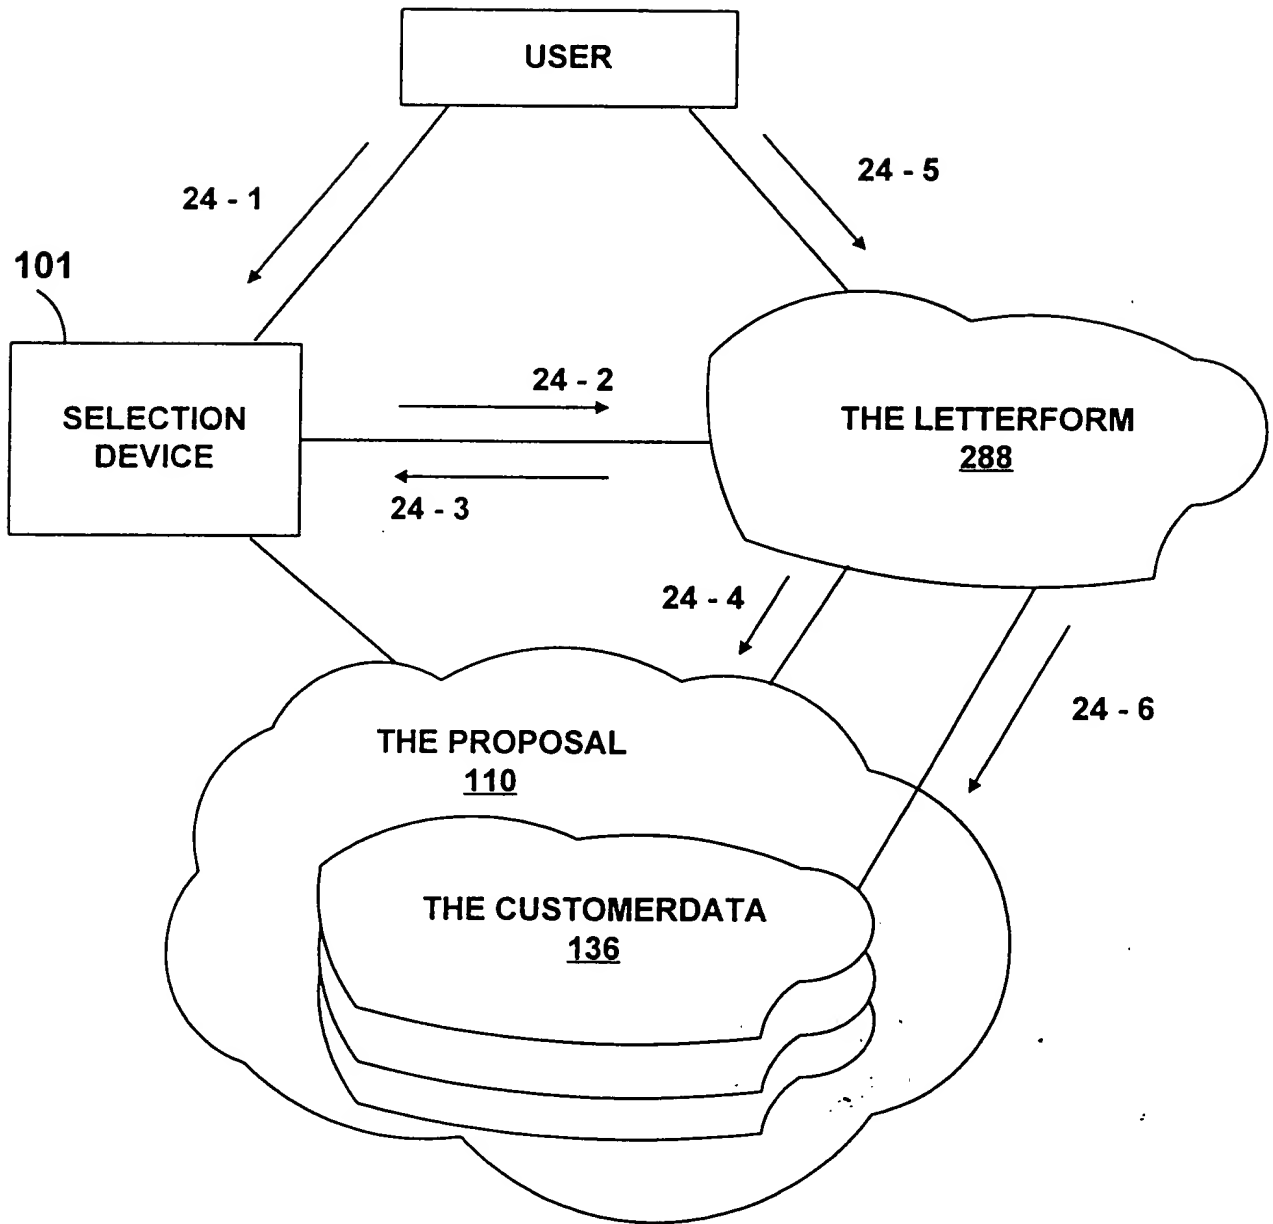 USER
24 - 1
24 - 5
101
SELECTION
DEVICE
24 - 2
24 - 3
THE LETTERFORM
288
24 - 4
24 - 6
THE PROPOSAL
110
THE CUSTOMERDATA
136